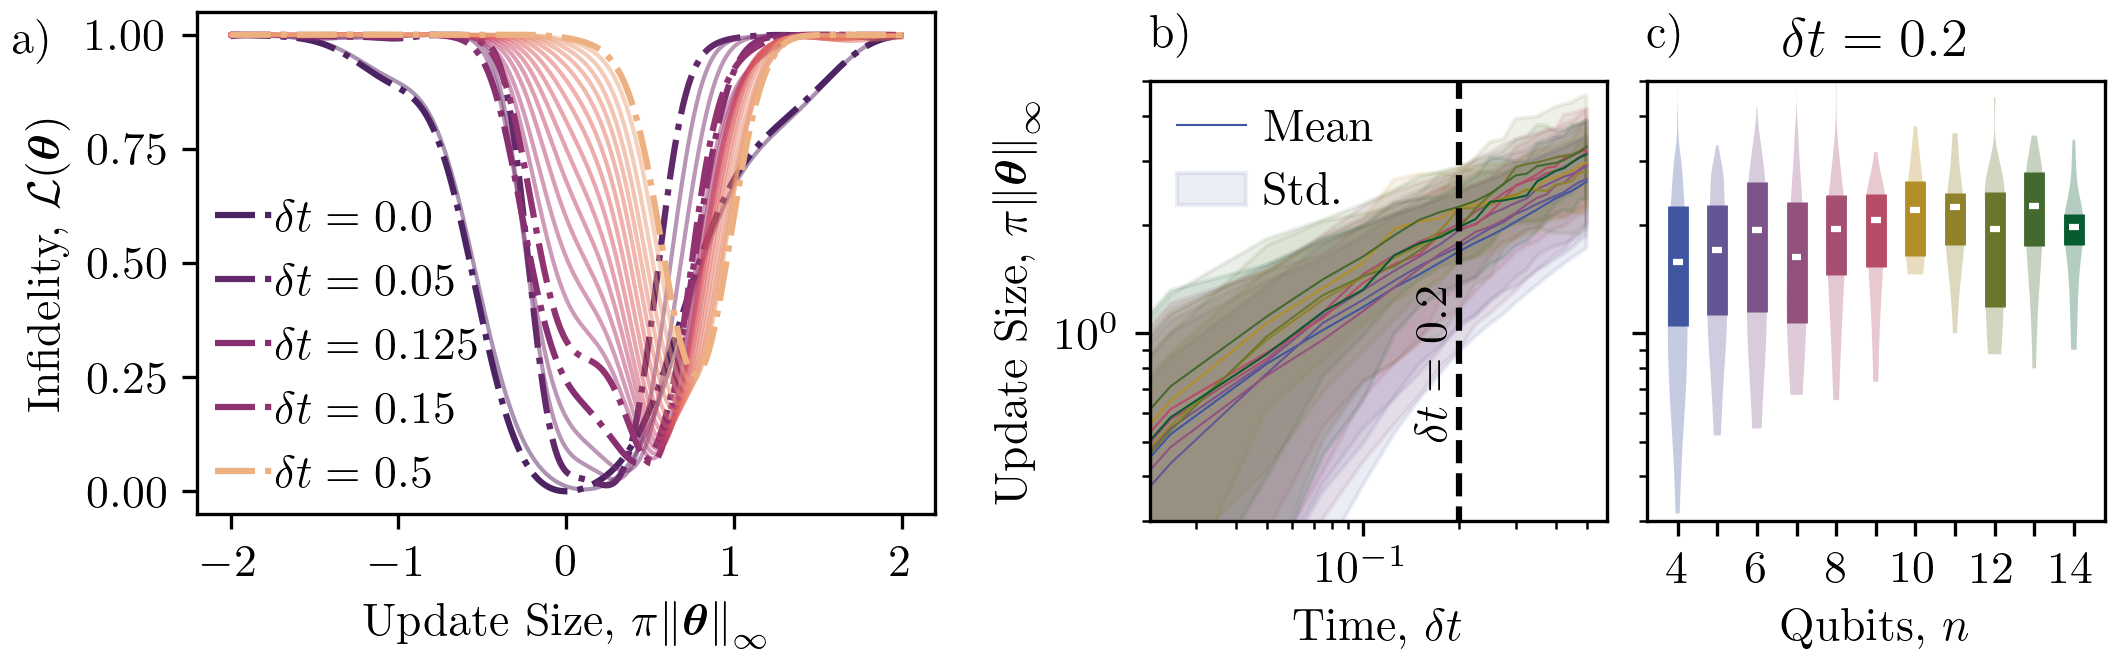 a)
1.00
0.75
0.50
0.25
0.00
Infidelity, 𝓛(𝜽)
δt = 0.0
δt = 0.05
δt = 0.125
δt = 0.15
δt = 0.5
−2 −1 0 1 2
Update Size, π‖𝜽‖∞
b)
Update Size, π‖𝜽‖∞
10⁰
Mean
Std.
δt = 0.2
10⁻¹
Time, δt
c)
δt = 0.2
4 6 8 10 12 14
Qubits, n